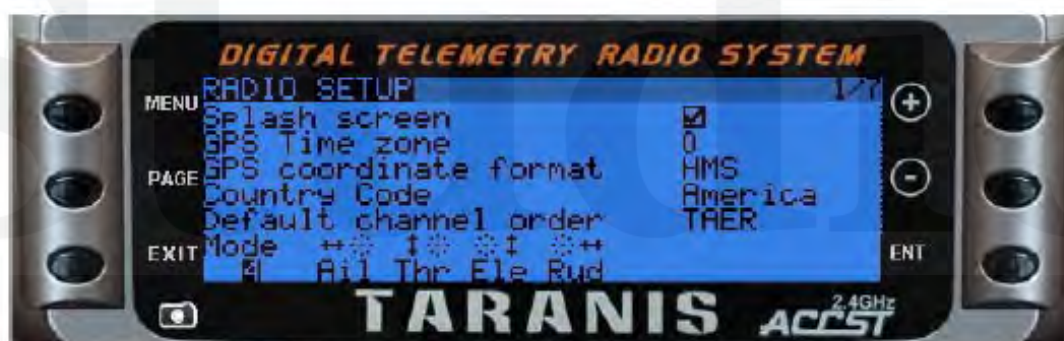 DIGITAL TELEMETRY RADIO SYSTEM
MENU
PAGE
EXIT
RADIO SETUP 1/7
Splash screen
GPS Time zone 0
GPS coordinate format HMS
Country Code America
Default channel order TAER
Mode
4 Ail Thr Ele Rud
+
-
ENT
TARANIS
2.4GHz
ACCST